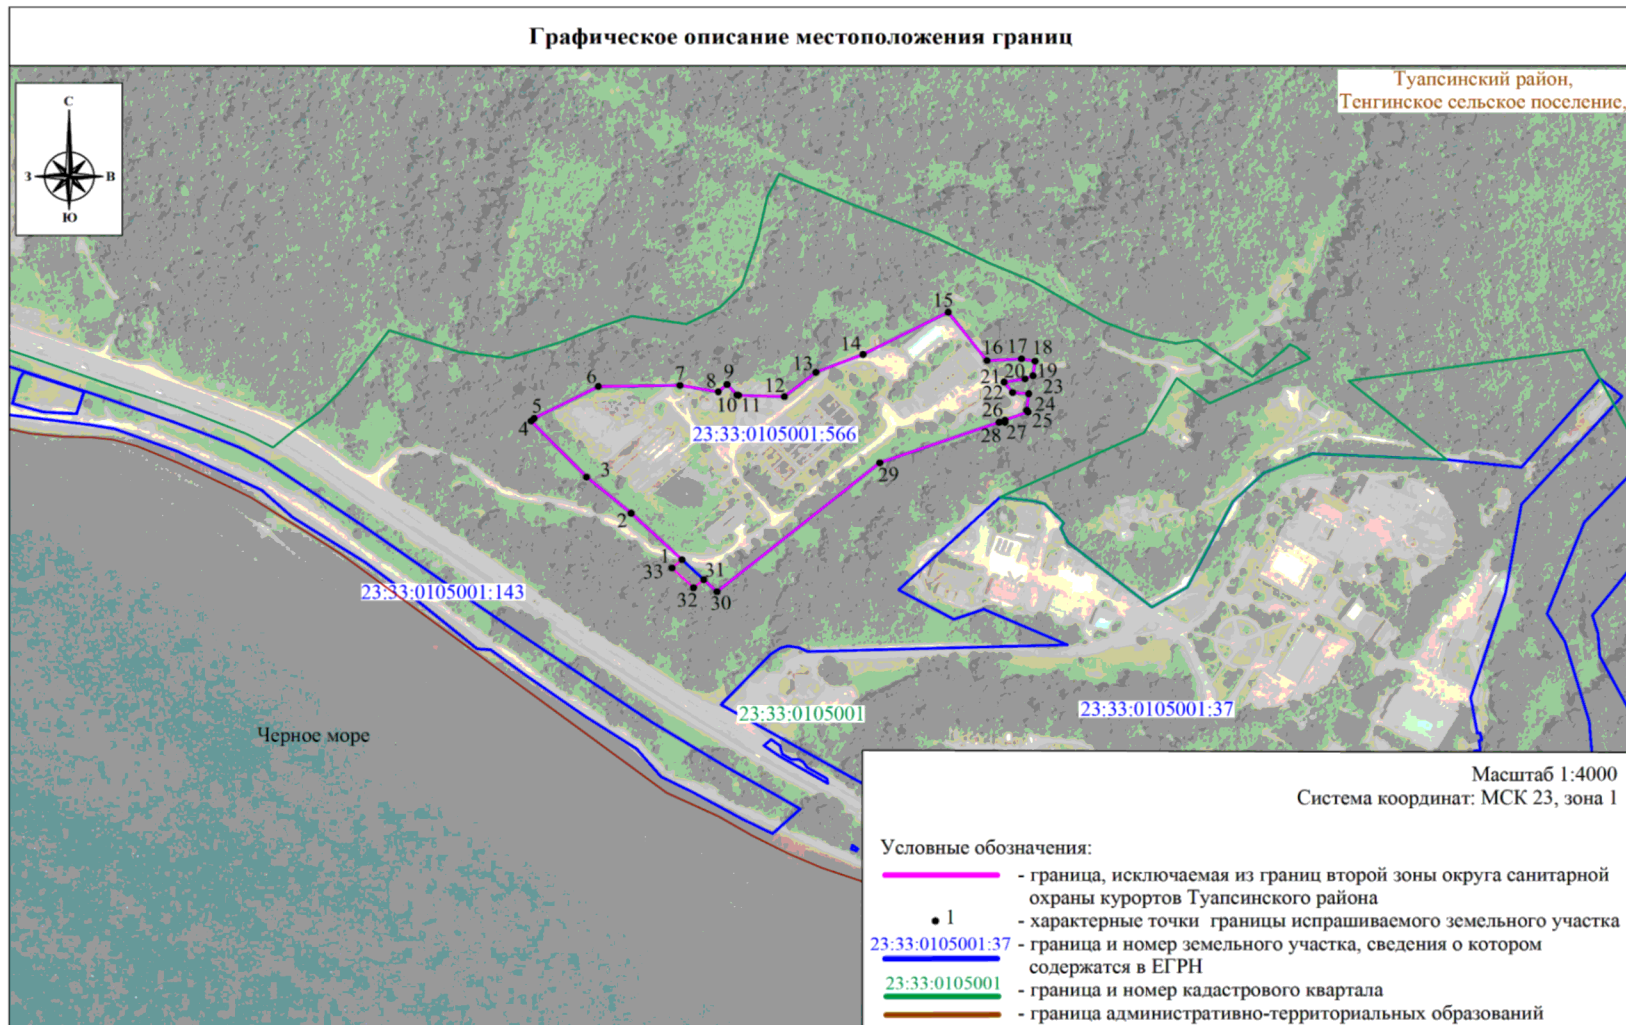 Графическое описание местоположения границ
Туапсинский район,
Тенгинское сельское поселение,
С
З
В
Ю
15
14
16
17
18
13
19
20
21
6
7
9
8
12
22
23
10
11
5
4
24
26
25
27
28
23:33:0105001:566
3
29
2
1
33
31
32
30
23:33:0105001:143
23:33:0105001
23:33:0105001:37
Черное море
Масштаб 1:4000
Система координат: МСК 23, зона 1
Условные обозначения:
- граница, исключаемая из границ второй зоны округа санитарной
охраны курортов Туапсинского района
1 - характерные точки границы испрашиваемого земельного участка
23:33:0105001:37 - граница и номер земельного участка, сведения о котором
содержатся в ЕГРН
23:33:0105001
- граница и номер кадастрового квартала
- граница административно-территориальных образований